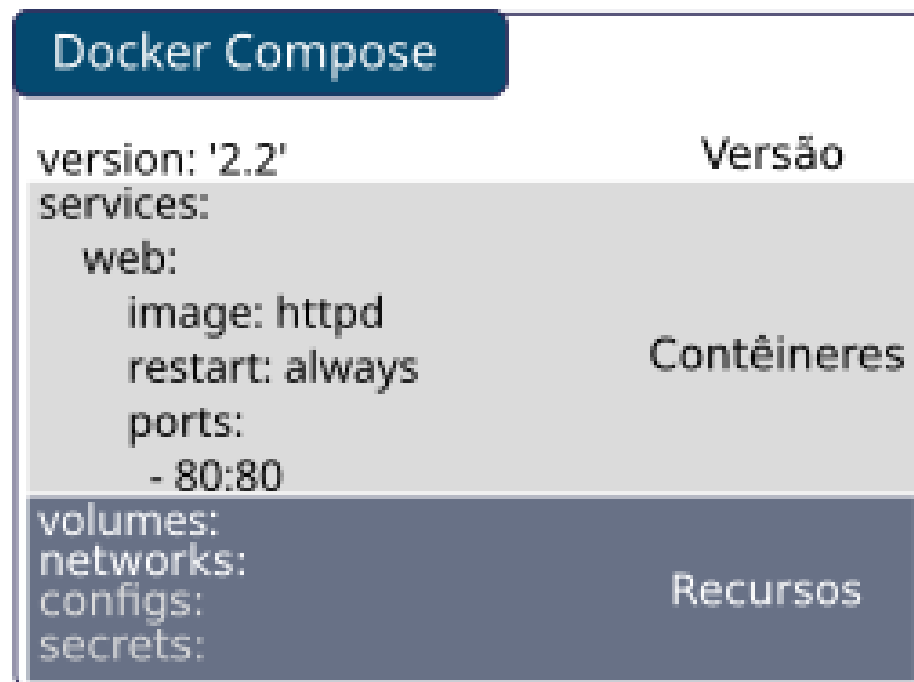 Docker Compose
version: '2.2'
Versão
services:
web:
image: httpd
restart: always
ports:
- 80:80
Contêineres
volumes:
networks:
configs:
secrets:
Recursos